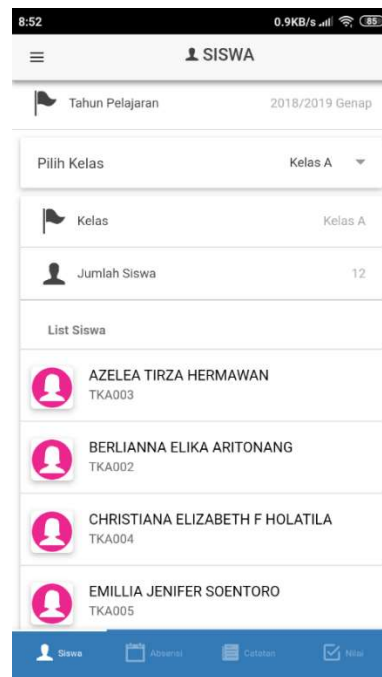 8:52 0.9KB/s 85
SISWA
Tahun Pelajaran 2018/2019 Genap
Pilih Kelas Kelas A
Kelas Kelas A
Jumlah Siswa 12
List Siswa
AZELEA TIRZA HERMAWAN
TKA003
BERLIANNA ELIKA ARITONANG
TKA002
CHRISTIANA ELIZABETH F HOLATILA
TKA004
EMILLIA JENIFER SOENTORO
TKA005
Siswa Absensi Catatan Nilai